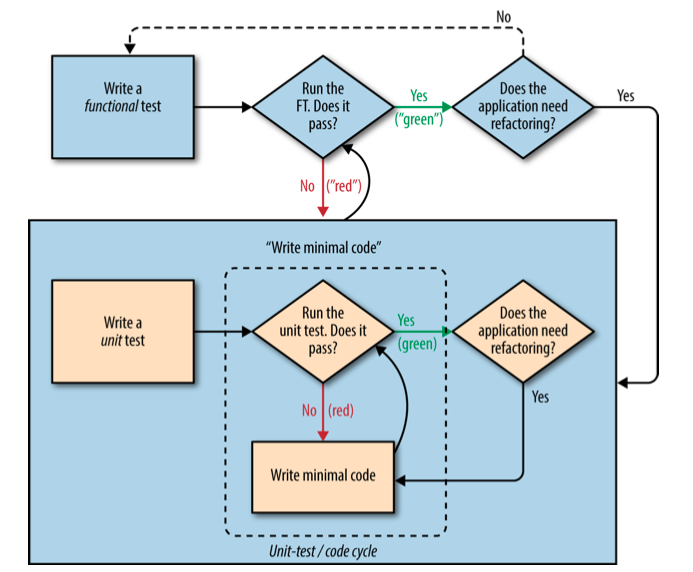 No
Write a
functional test
Run the
FT. Does it
pass?
Yes
("green")
Does the
application need
refactoring?
Yes
No ("red")
"Write minimal code"
Write a
unit test
Run the
unit test. Does it
pass?
Yes
(green)
Does the
application need
refactoring?
No (red)
Yes
Write minimal code
Unit-test / code cycle